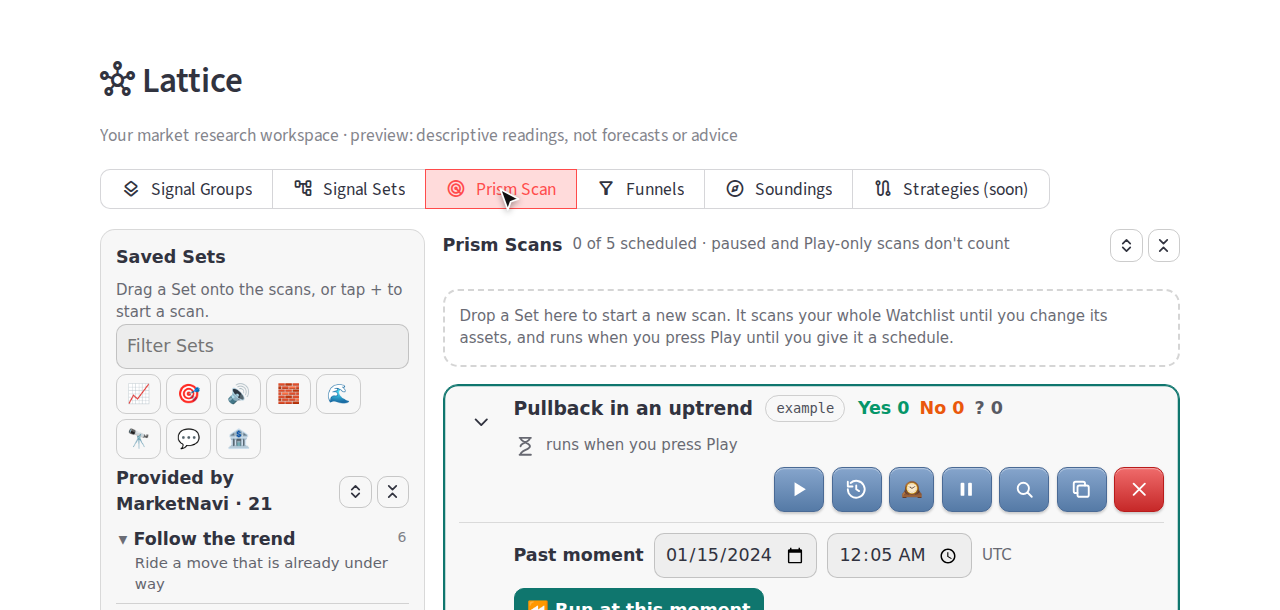 Lattice
Your market research workspace · preview: descriptive readings, not forecasts or advice
Signal Groups
Signal Sets
Prism Scan
Funnels
Soundings
Strategies (soon)
Saved Sets
Drag a Set onto the scans, or tap + to
start a scan.
Filter Sets
Provided by
MarketNavi · 21
▼ Follow the trend 6
Ride a move that is already under
way
Prism Scans 0 of 5 scheduled · paused and Play-only scans don't count
Drop a Set here to start a new scan. It scans your whole Watchlist until you change its
assets, and runs when you press Play until you give it a schedule.
Pullback in an uptrend example Yes 0 No 0 ? 0
runs when you press Play
Past moment 01/15/2024 12:05 AM UTC
Run at this moment